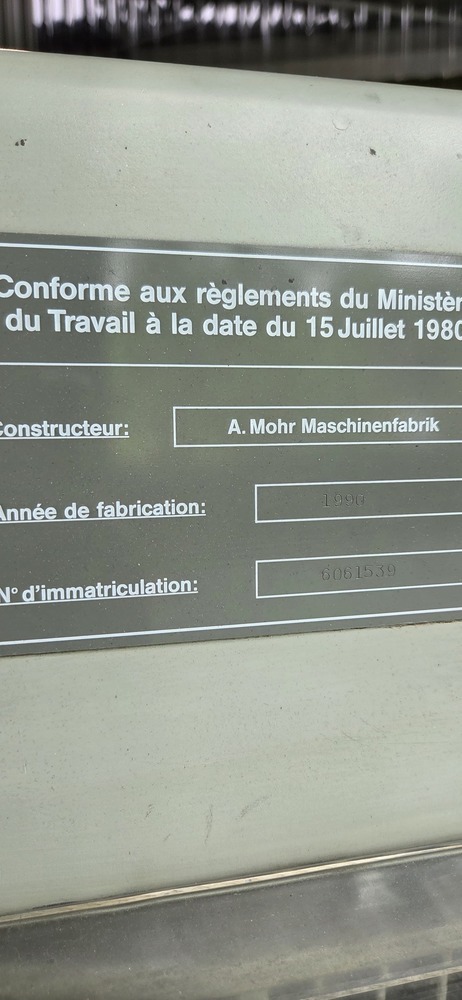 Conforme aux règlements du Ministèr
du Travail à la date du 15 Juillet 1980
Constructeur:
A. Mohr Maschinenfabrik
Année de fabrication:
1990
N° d'immatriculation:
6061539